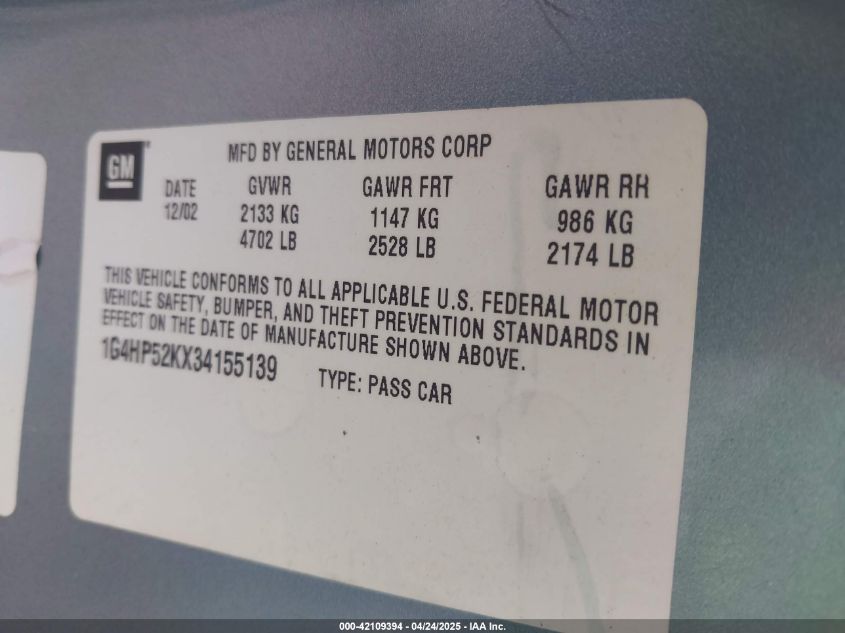 GM
MFD BY GENERAL MOTORS CORP
DATE GVWR GAWR FRT GAWR RR
12/02 2133 KG 1147 KG 986 KG
4702 LB 2528 LB 2174 LB
THIS VEHICLE CONFORMS TO ALL APPLICABLE U.S. FEDERAL MOTOR
VEHICLE SAFETY, BUMPER, AND THEFT PREVENTION STANDARDS IN
EFFECT ON THE DATE OF MANUFACTURE SHOWN ABOVE.
1G4HP52KX34155139 TYPE: PASS CAR
000-42109394 - 04/24/2025 - IAA Inc.